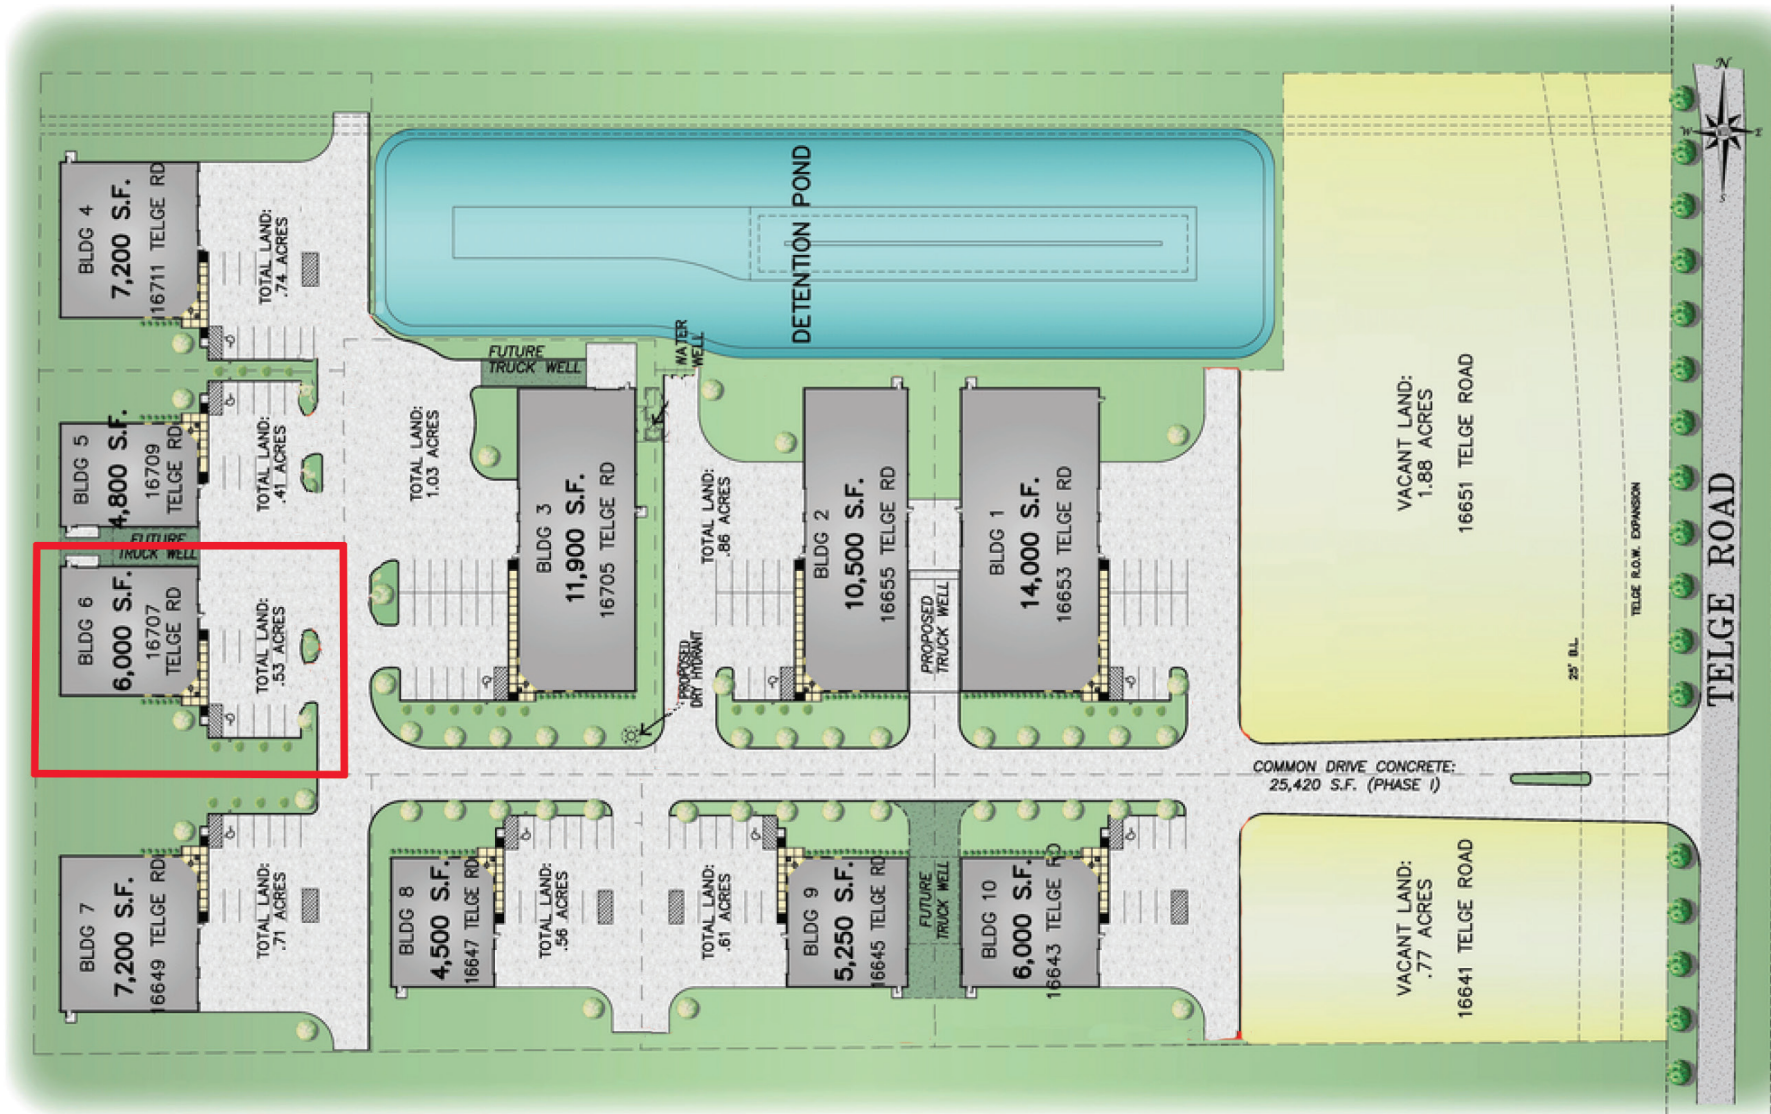 BLDG 4
7,200 S.F.
16711 TELGE RD
TOTAL LAND:
.74 ACRES
BLDG 5
4,800 S.F.
16709
TELGE RD
TOTAL LAND:
.41 ACRES
FUTURE
TRUCK WELL
BLDG 6
6,000 S.F.
16707
TELGE RD
TOTAL LAND:
.53 ACRES
BLDG 7
7,200 S.F.
16649 TELGE RD
TOTAL LAND:
.71 ACRES
DETENTION POND
FUTURE
TRUCK WELL
WATER
WELL
TOTAL LAND:
1.03 ACRES
BLDG 3
11,900 S.F.
16705 TELGE RD
TOTAL LAND:
.86 ACRES
PROPOSED
DRY HYDRANT
BLDG 2
10,500 S.F.
16655 TELGE RD
PROPOSED
TRUCK WELL
BLDG 1
14,000 S.F.
16653 TELGE RD
BLDG 8
4,500 S.F.
16647 TELGE RD
TOTAL LAND:
.56 ACRES
TOTAL LAND:
.61 ACRES
BLDG 9
5,250 S.F.
16645 TELGE RD
FUTURE
TRUCK WELL
BLDG 10
6,000 S.F.
16643 TELGE RD
COMMON DRIVE CONCRETE:
25,420 S.F. (PHASE I)
VACANT LAND:
1.88 ACRES
16651 TELGE ROAD
VACANT LAND:
.77 ACRES
16641 TELGE ROAD
25' B.L.
TELGE R.O.W. EXPANSION
TELGE ROAD
N
W
E
S